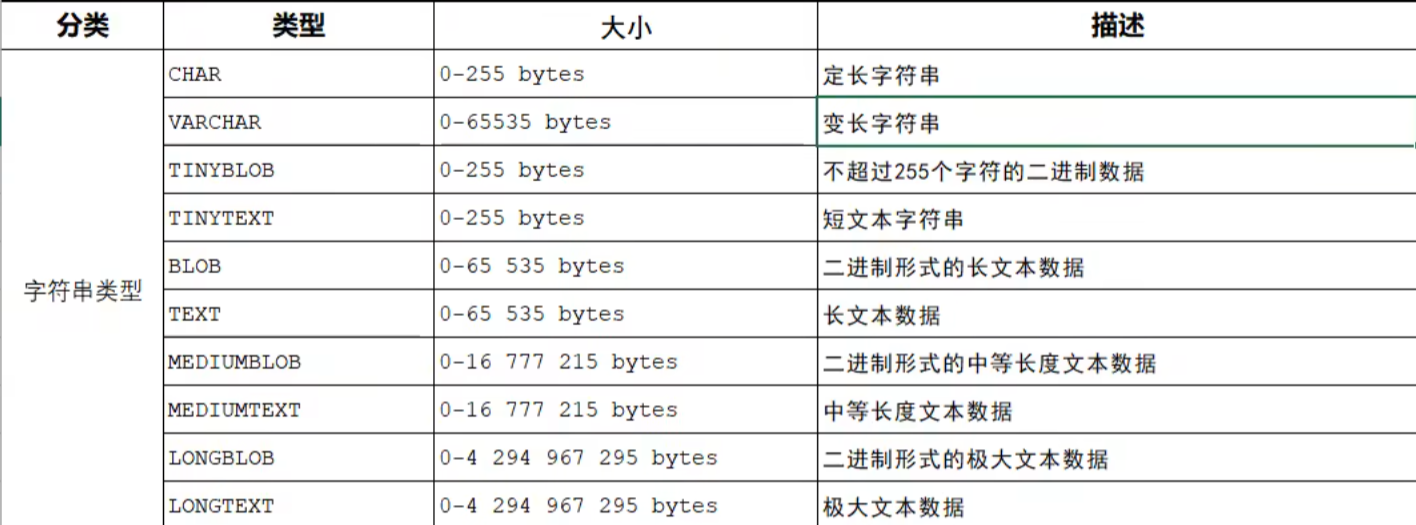 分类 类型 大小 描述
CHAR 0-255 bytes 定长字符串
VARCHAR 0-65535 bytes 变长字符串
TINYBLOB 0-255 bytes 不超过255个字符的二进制数据
TINYTEXT 0-255 bytes 短文本字符串
BLOB 0-65 535 bytes 二进制形式的长文本数据
字符串类型
TEXT 0-65 535 bytes 长文本数据
MEDIUMBLOB 0-16 777 215 bytes 二进制形式的中等长度文本数据
MEDIUMTEXT 0-16 777 215 bytes 中等长度文本数据
LONGBLOB 0-4 294 967 295 bytes 二进制形式的极大文本数据
LONGTEXT 0-4 294 967 295 bytes 极大文本数据